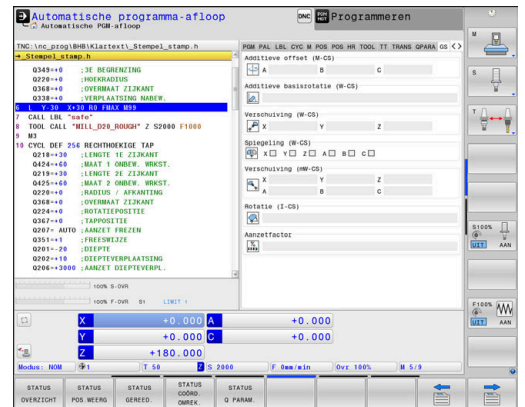 Automatische programma-afloop
DNC
Programmeren
Automatische PGM-afloop
TNC:\nc_prog\BHB\Klartext\_Stempel_stamp.h
→_Stempel_stamp.h
Q349=+0 ;3E BEGRENZING
Q220=+0 ;HOEKRADIUS
Q368=+0 ;OVERMAAT ZIJKANT
Q338=+0 ;VERPLAATSING NABEW.
6 L Y-30 X+30 R0 FMAX M99
7 CALL LBL "safe"
8 TOOL CALL "MILL_D20_ROUGH" Z S2000 F1000
9 M3
10 CYCL DEF 256 RECHTHOEKIGE TAP
Q218=+30 ;LENGTE 1E ZIJKANT
Q424=+60 ;MAAT 1 ONBEW. WRKST.
Q219=+30 ;LENGTE 2E ZIJKANT
Q425=+60 ;MAAT 2 ONBEW. WRKST.
Q220=+0 ;RADIUS / AFKANTING
Q368=+0 ;OVERMAAT ZIJKANT
Q224=+0 ;ROTATIEPOSITIE
Q367=+0 ;TAPPOSITIE
Q207= AUTO ;AANZET FREZEN
Q351=+1 ;FREESWIJZE
Q201=-20 ;DIEPTE
Q202=+10 ;DIEPTEVERPLAATSING
Q206=+3000 ;AANZET DIEPTEVERPL.
100% S-OVR
100% F-OVR S1 LIMIT 1
PGM PAL LBL CYC M POS POS HR TOOL TT TRANS QPARA GS
Additieve offset (M-CS)
A B C
Additieve basisrotatie (W-CS)
Verschuiving (W-CS)
X Y Z
Spiegeling (W-CS)
X Y Z A B C
Verschuiving (mW-CS)
X Y Z
A B C
Rotatie (I-CS)
Aanzetfactor
X +0.000 A +0.000
Y +0.000 C +0.000
Z +180.000
Modus: NOM 1 T 50 Z S 2000 F 0mm/min Ovr 100% M 5/9
M
S
T
S100%
UIT AAN
F100%
UIT AAN
STATUS OVERZICHT
STATUS POS.WEERG
STATUS GEREED.
STATUS COÖRD. OMREK.
STATUS Q PARAM.